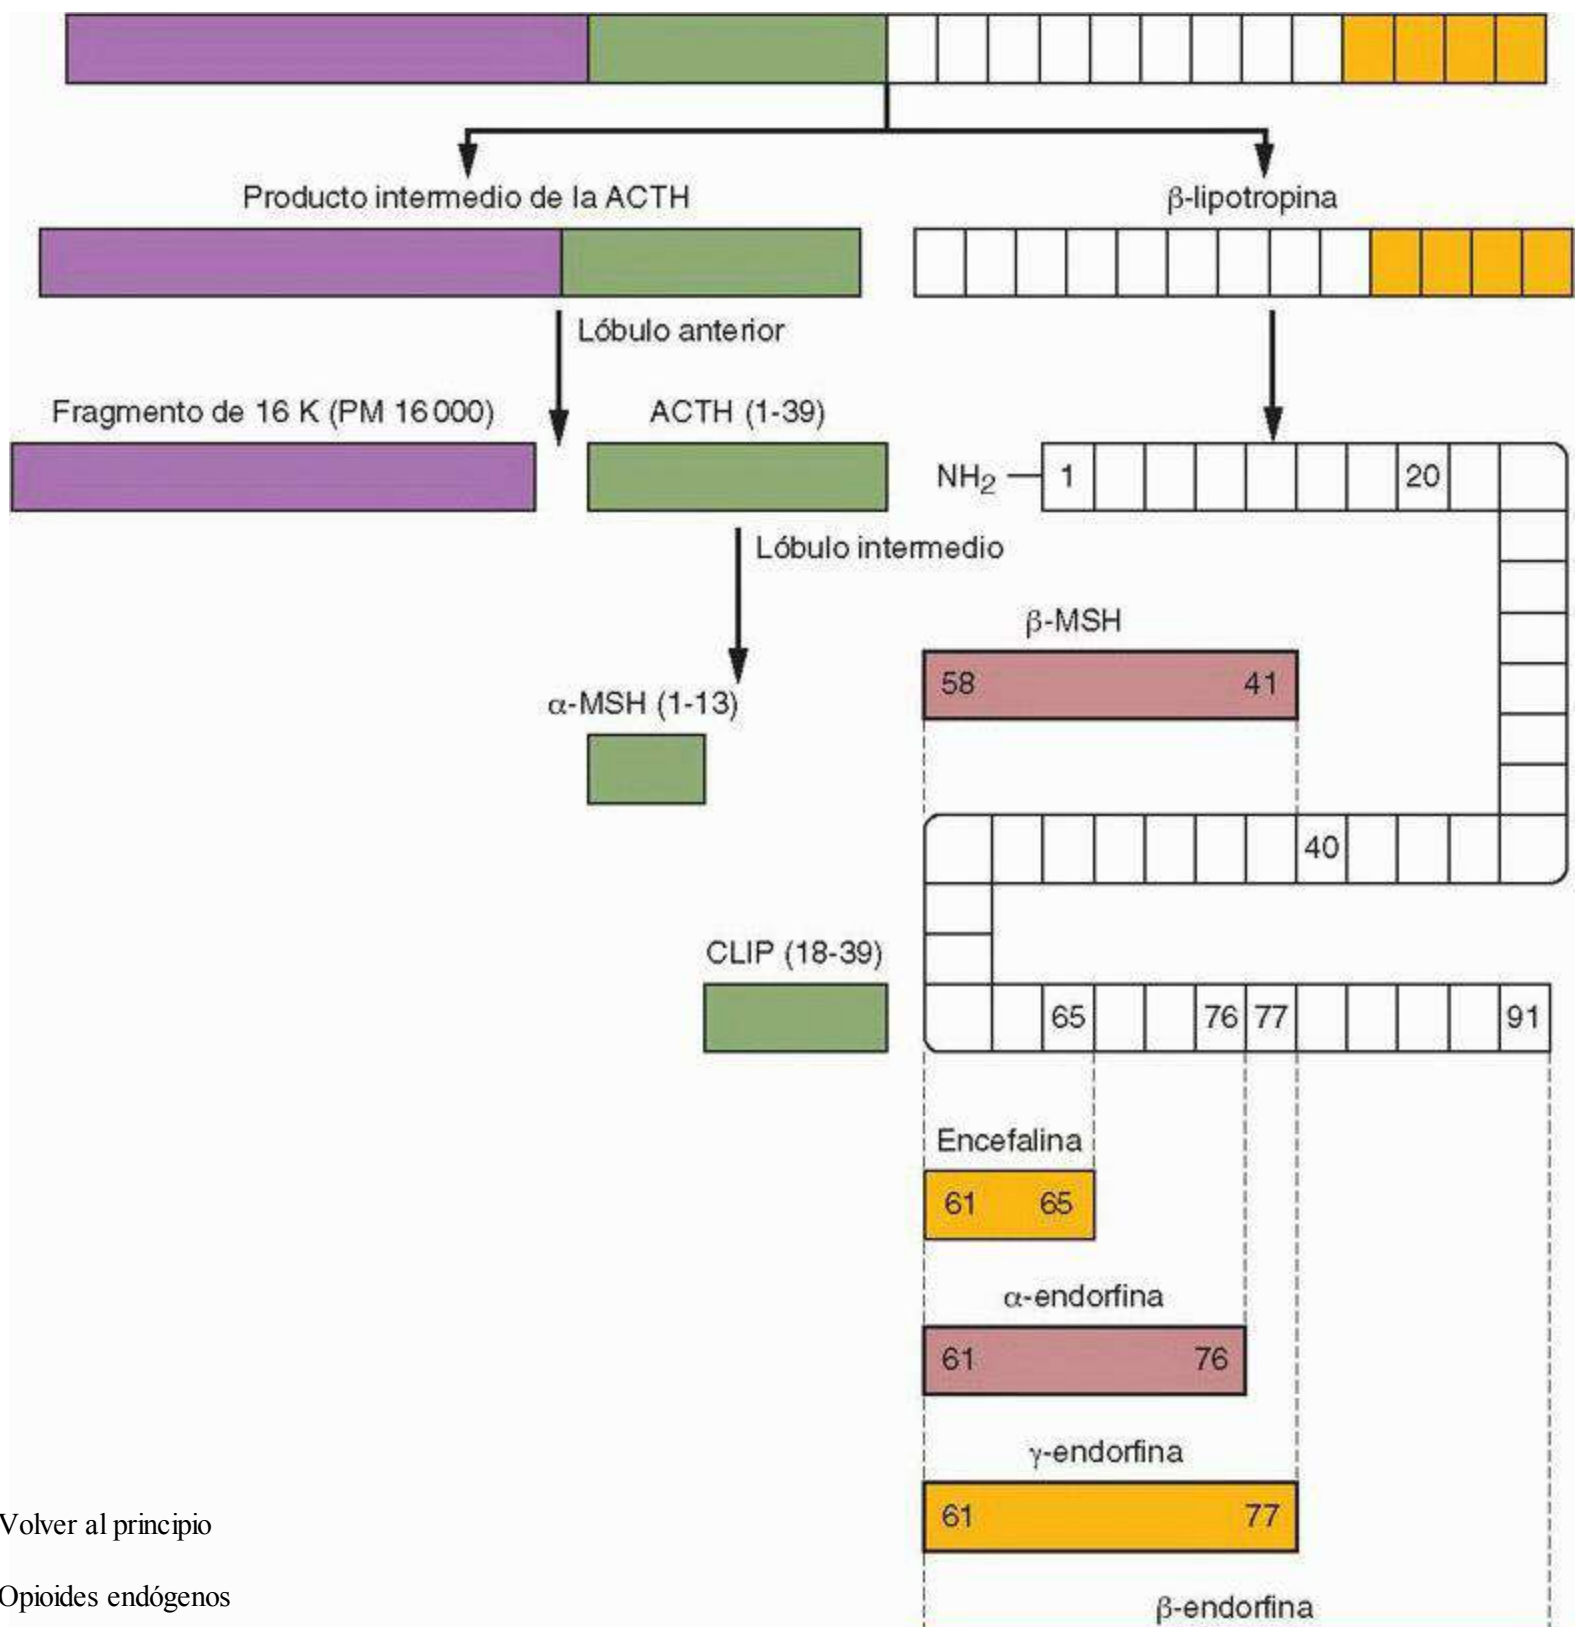 Producto intermedio de la ACTH
β-lipotropina
Lóbulo anterior
Fragmento de 16 K (PM 16 000)
ACTH (1-39)
NH₂
1
20
Lóbulo intermedio
β-MSH
58 41
α-MSH (1-13)
40
CLIP (18-39)
65 76 77 91
Encefalina
61 65
α-endorfina
61 76
γ-endorfina
61 77
Volver al principio
Opioides endógenos
β-endorfina